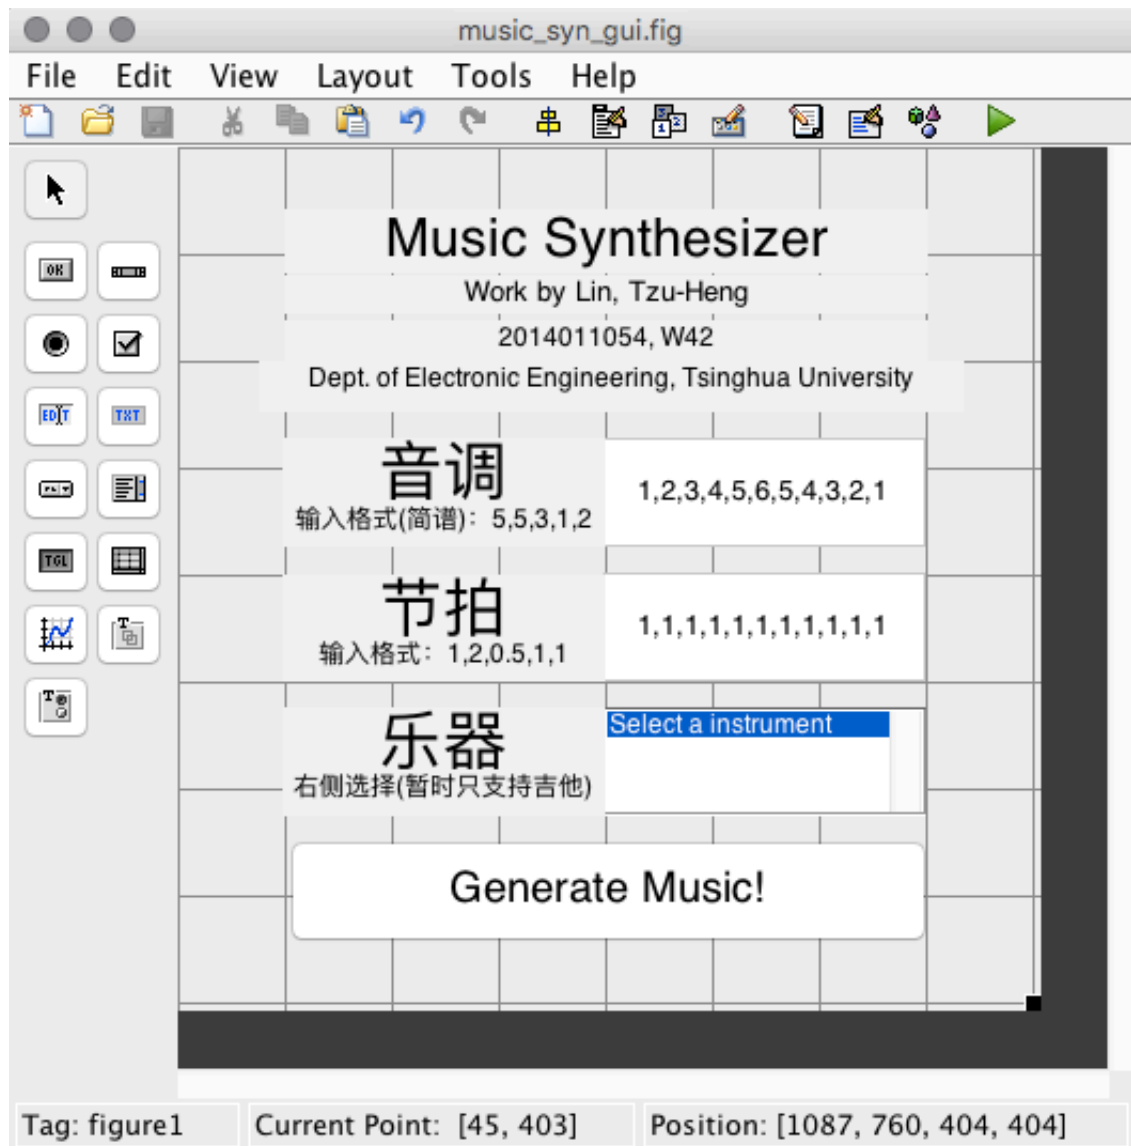 music_syn_gui.fig
File Edit View Layout Tools Help
Music Synthesizer
Work by Lin, Tzu-Heng
2014011054, W42
Dept. of Electronic Engineering, Tsinghua University
OK
EDIT TXT
TGL
音调
输入格式(简谱)：5,5,3,1,2
1,2,3,4,5,6,5,4,3,2,1
节拍
输入格式：1,2,0.5,1,1
1,1,1,1,1,1,1,1,1,1,1
乐器
右侧选择(暂时只支持吉他)
Select a instrument
Generate Music!
Tag: figure1 Current Point: [45, 403] Position: [1087, 760, 404, 404]